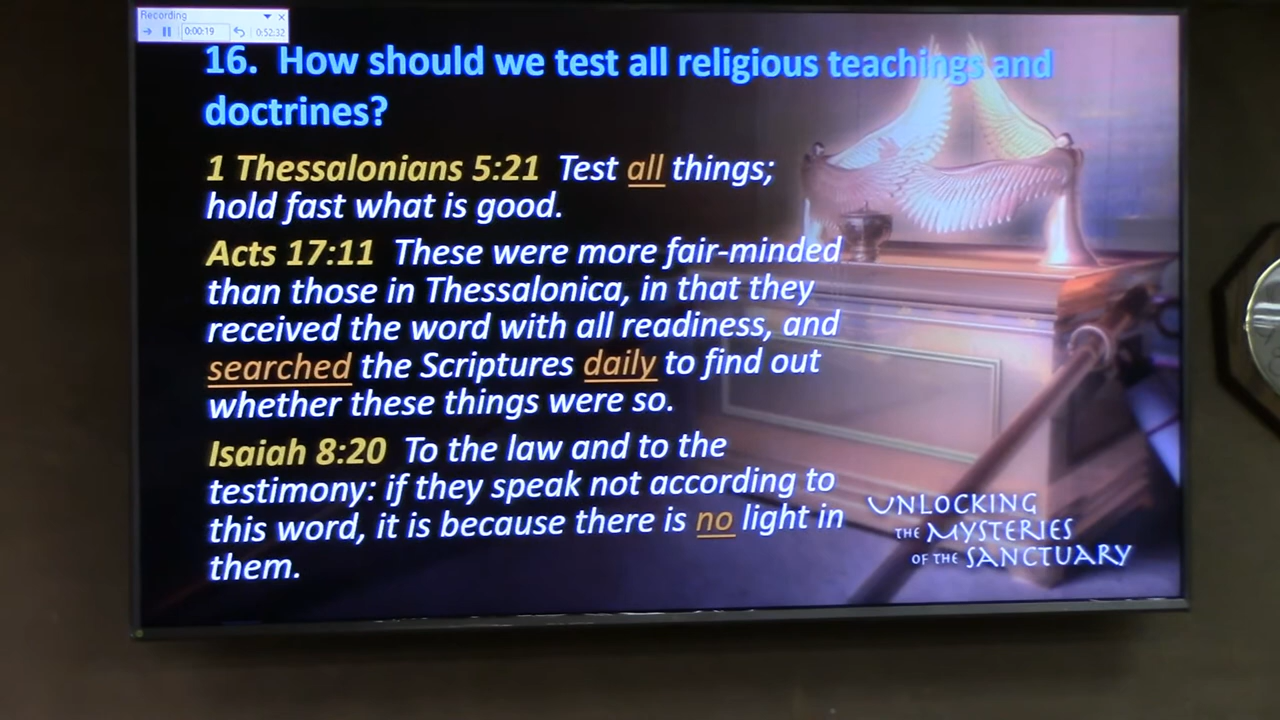 Recording
0:00:19 0:52:32
16. How should we test all religious teachings and
doctrines?
1 Thessalonians 5:21 Test all things;
hold fast what is good.
Acts 17:11 These were more fair-minded
than those in Thessalonica, in that they
received the word with all readiness, and
searched the Scriptures daily to find out
whether these things were so.
Isaiah 8:20 To the law and to the
testimony: if they speak not according to
this word, it is because there is no light in
them.
UNLOCKING
THE MYSTERIES
OF THE SANCTUARY